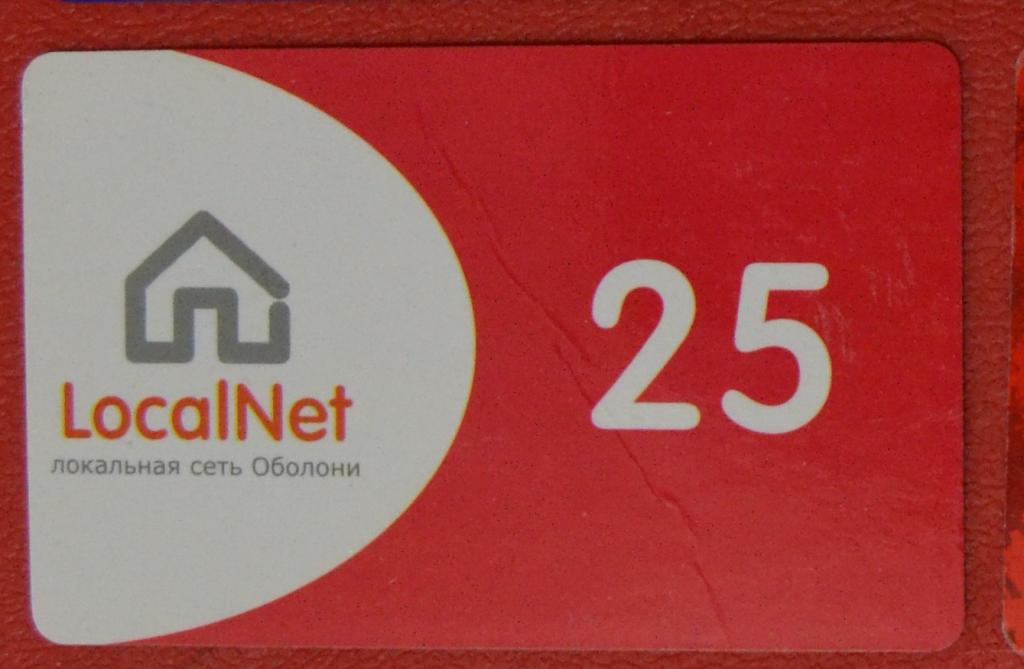 LocalNet
локальная сеть Оболони
25